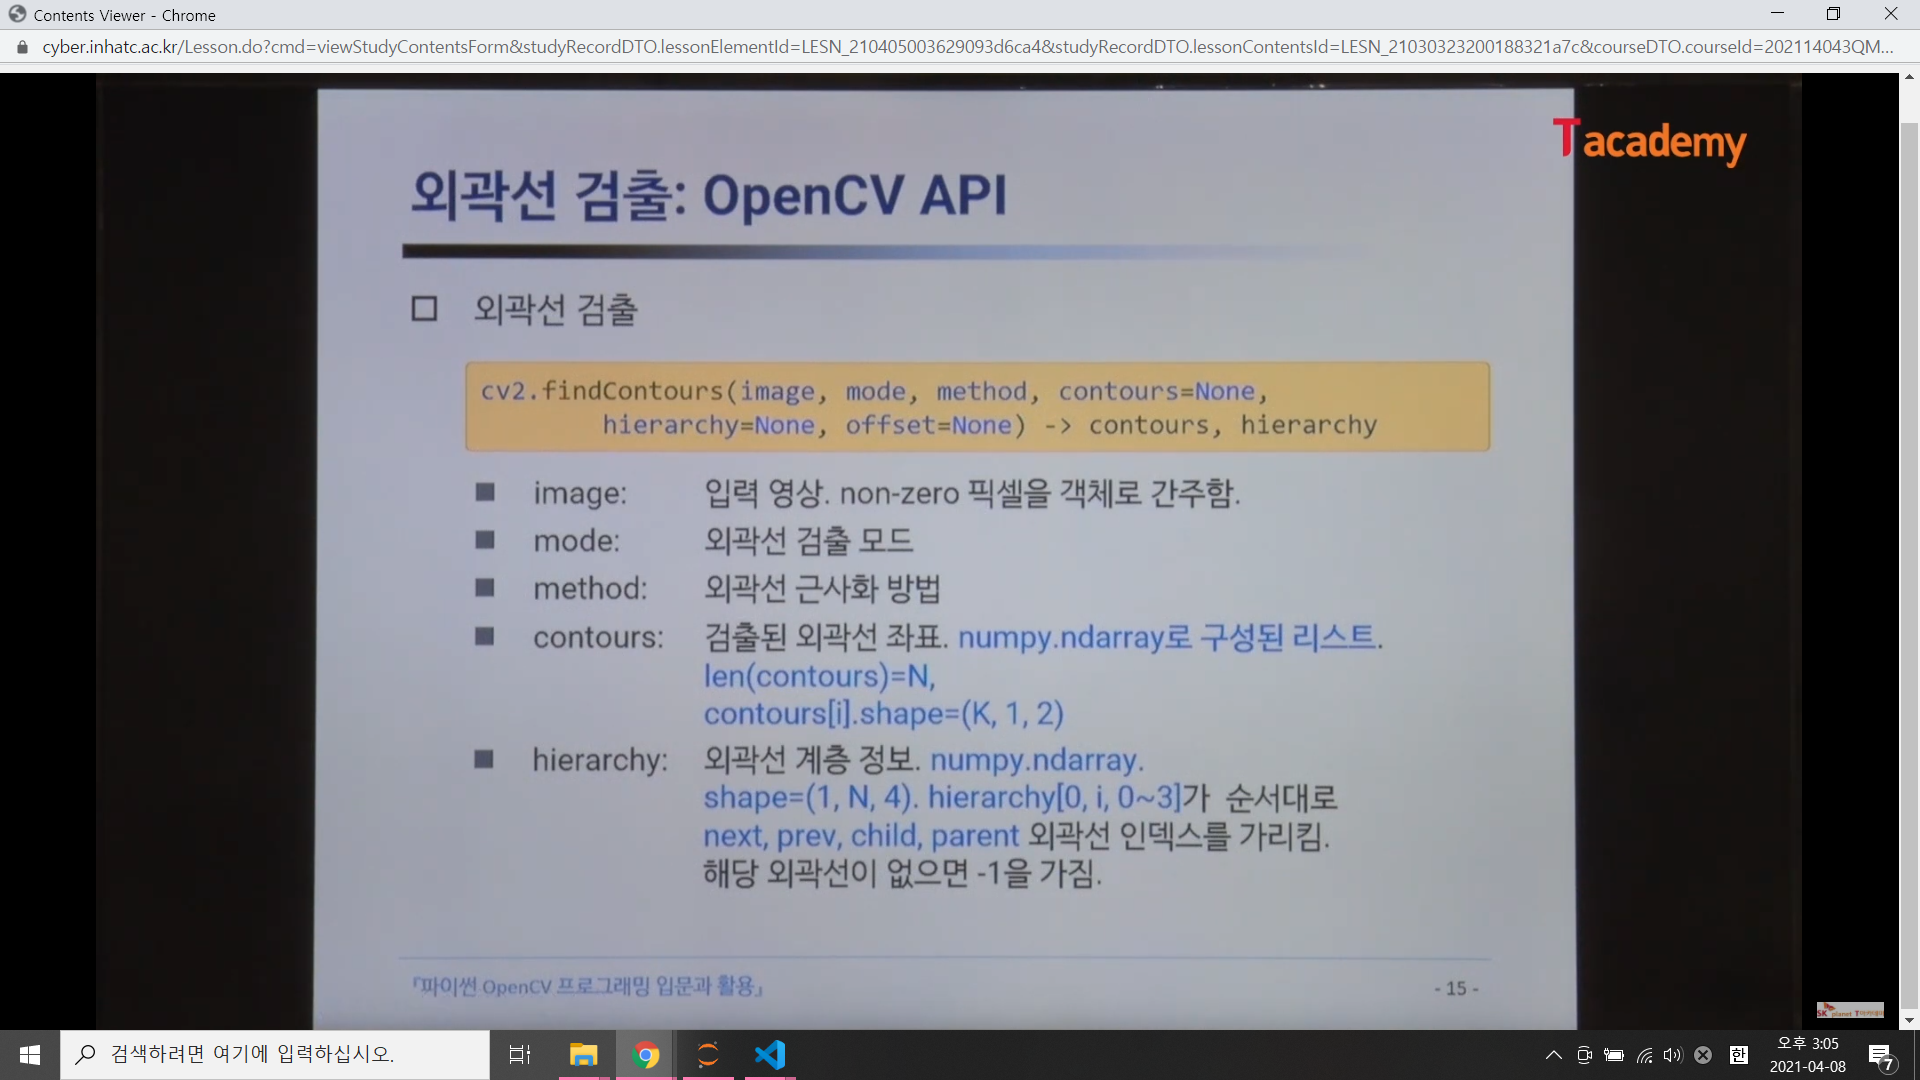 Contents Viewer - Chrome
cyber.inhatc.ac.kr/Lesson.do?cmd=viewStudyContentsForm&studyRecordDTO.lessonElementId=LESN_210405003629093d6ca4&studyRecordDTO.lessonContentsId=LESN_21030323200188321a7c&courseDTO.courseId=202114043QM...
T academy
외곽선 검출: OpenCV API
외곽선 검출
cv2.findContours(image, mode, method, contours=None,
hierarchy=None, offset=None) -> contours, hierarchy
image: 입력 영상. non-zero 픽셀을 객체로 간주함.
mode: 외곽선 검출 모드
method: 외곽선 근사화 방법
contours: 검출된 외곽선 좌표. numpy.ndarray로 구성된 리스트.
len(contours)=N,
contours[i].shape=(K, 1, 2)
hierarchy: 외곽선 계층 정보. numpy.ndarray.
shape=(1, N, 4). hierarchy[0, i, 0~3]가 순서대로
next, prev, child, parent 외곽선 인덱스를 가리킴.
해당 외곽선이 없으면 -1을 가짐.
『파이썬 OpenCV 프로그래밍 입문과 활용』
- 15 -
SK planet T아카데미
검색하려면 여기에 입력하십시오.
한
오후 3:05
2021-04-08
7